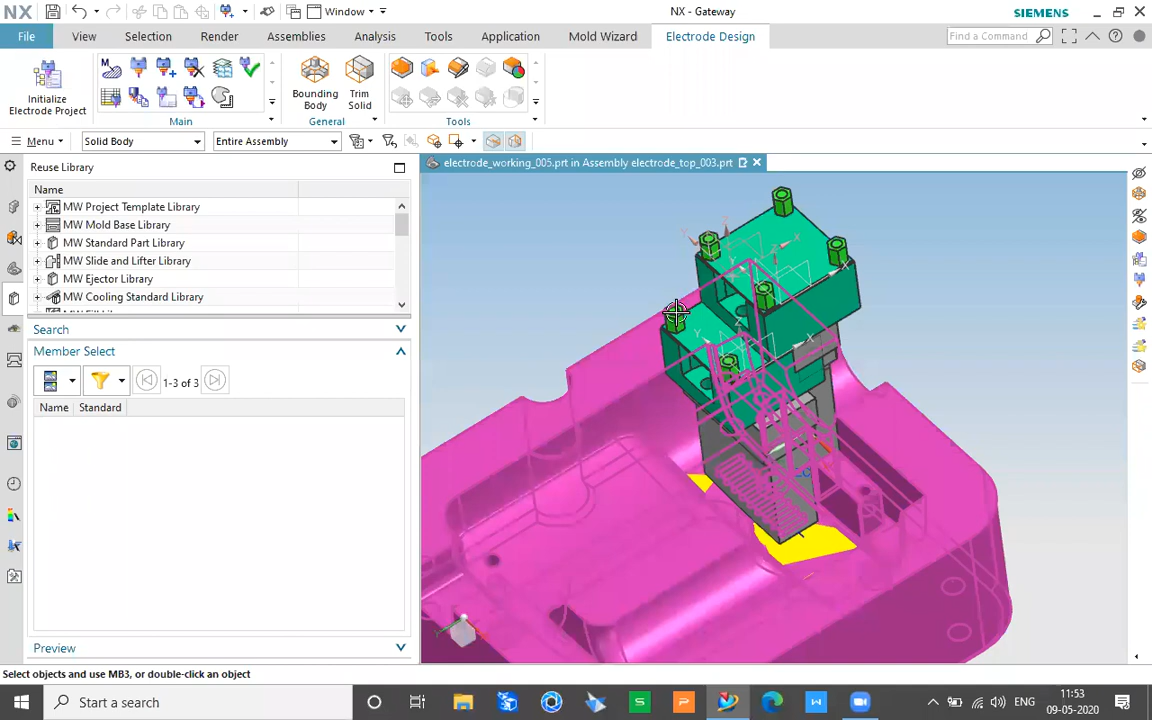 NX
Window
NX - Gateway
SIEMENS
File
View
Selection
Render
Assemblies
Analysis
Tools
Application
Mold Wizard
Electrode Design
Find a Command
Initialize
Electrode Project
Bounding
Body
Trim
Solid
Main
General
Tools
Menu
Solid Body
Entire Assembly
Reuse Library
electrode_working_005.prt in Assembly electrode_top_003.prt
Name
MW Project Template Library
MW Mold Base Library
MW Standard Part Library
MW Slide and Lifter Library
MW Ejector Library
MW Cooling Standard Library
Search
Member Select
1-3 of 3
Name Standard
Preview
Select objects and use MB3, or double-click an object
Start a search
ENG
11:53
09-05-2020